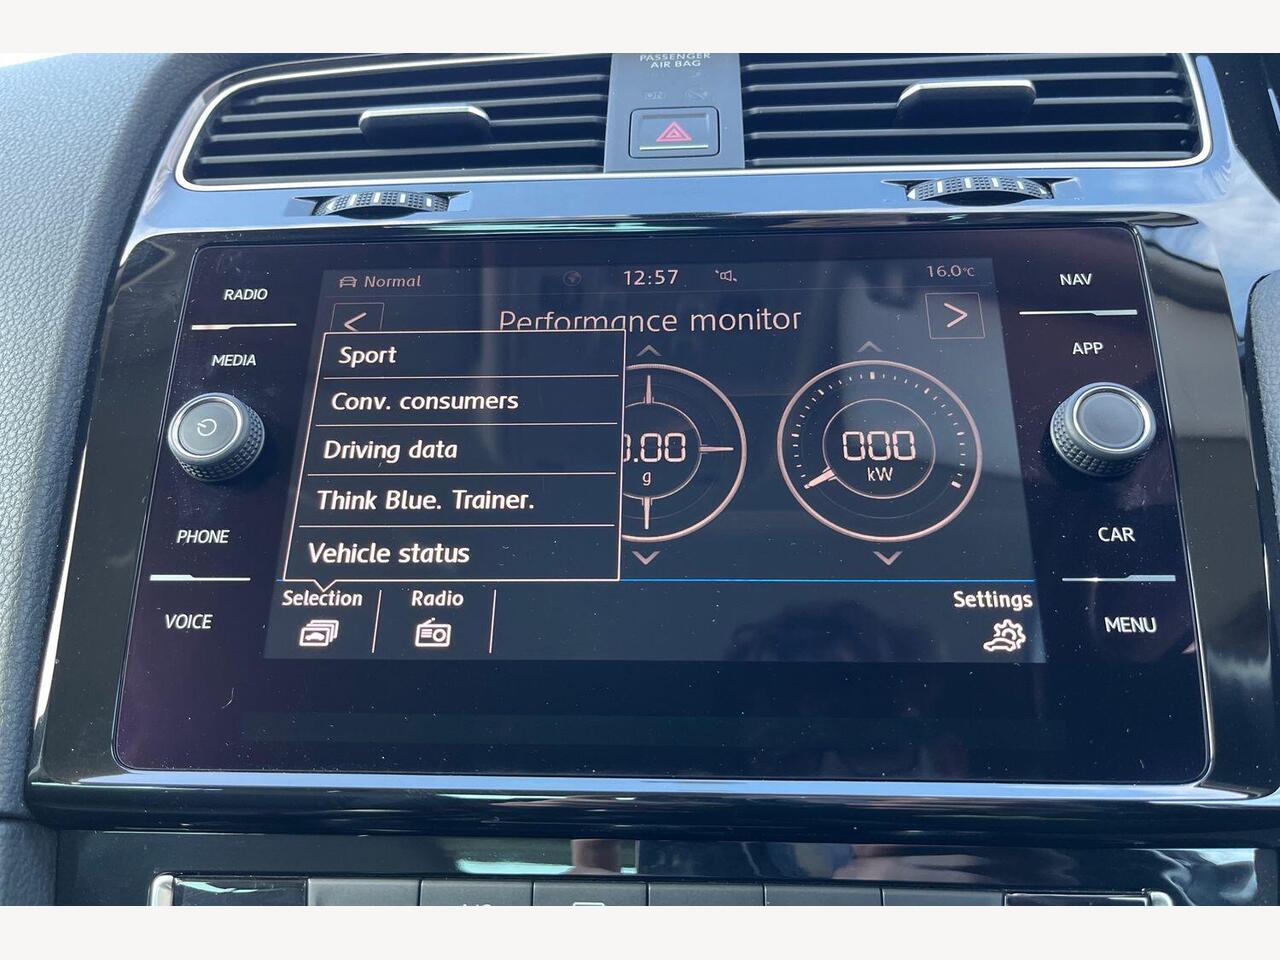 PASSENGER
AIR BAG
RADIO
MEDIA
PHONE
VOICE
NAV
APP
CAR
MENU
Normal
12:57
16.0°c
<
Performance monitor
>
Sport
Conv. consumers
Driving data
Think Blue. Trainer.
Vehicle status
.00
g
000
kW
Selection
Radio
Settings